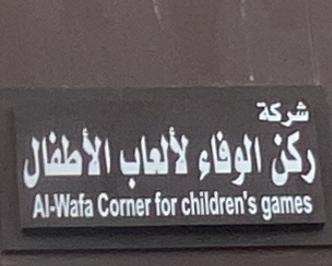 شركة
ركن الوفاء لألعاب الأطفال
Al-Wafa Corner for children's games